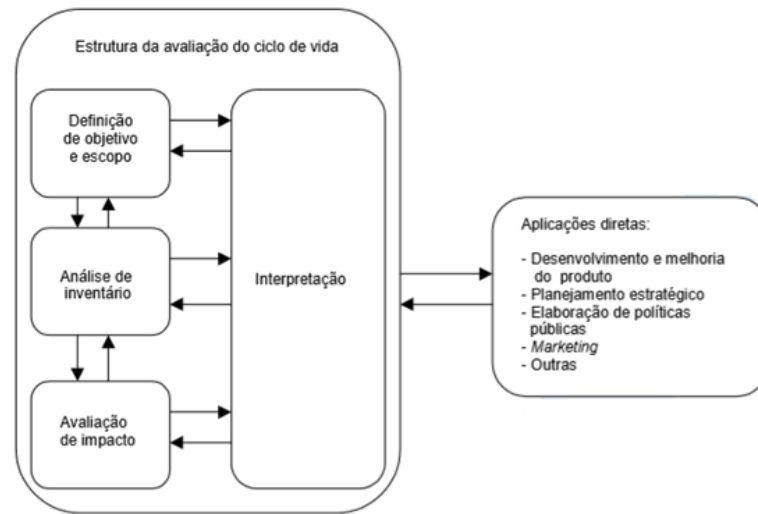 Estrutura da avaliação do ciclo de vida
Definição
de objetivo
e escopo
Análise de
inventário
Avaliação
de impacto
Interpretação
Aplicações diretas:
- Desenvolvimento e melhoria
do produto
- Planejamento estratégico
- Elaboração de políticas
públicas
- Marketing
- Outras